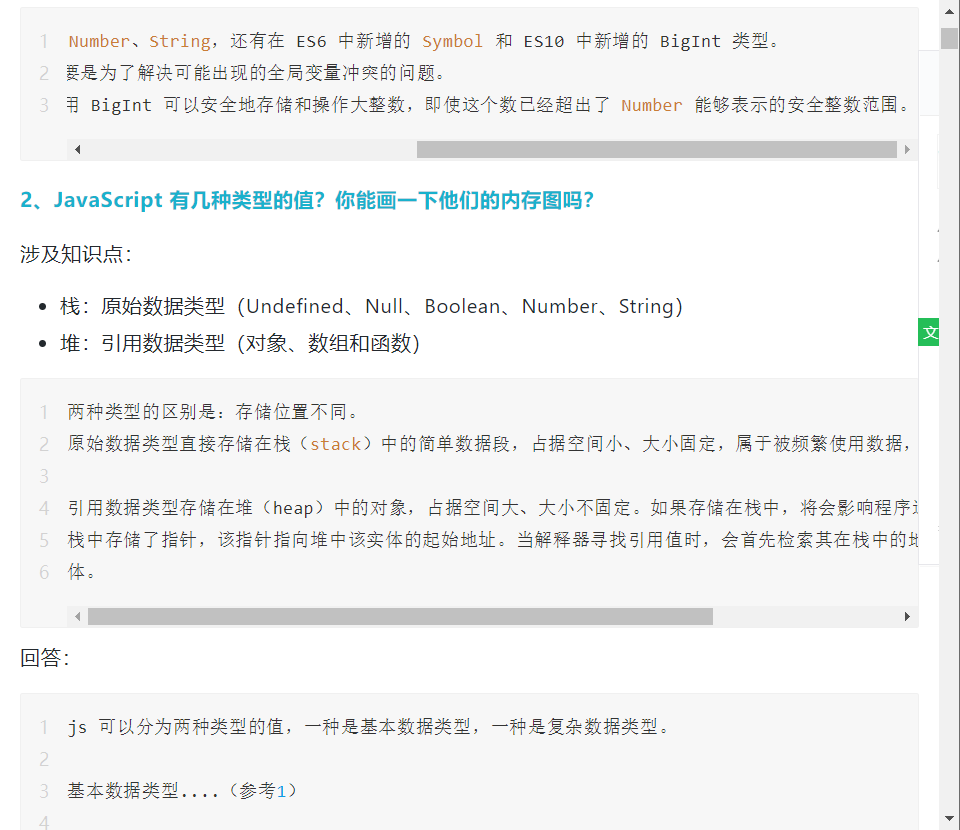 1 Number、String，还有在 ES6 中新增的 Symbol 和 ES10 中新增的 BigInt 类型。
2 要是为了解决可能出现的全局变量冲突的问题。
3 用 BigInt 可以安全地存储和操作大整数，即使这个数已经超出了 Number 能够表示的安全整数范围。
2、JavaScript 有几种类型的值？你能画一下他们的内存图吗？
涉及知识点：
• 栈：原始数据类型（Undefined、Null、Boolean、Number、String）
• 堆：引用数据类型（对象、数组和函数）
文
1 两种类型的区别是：存储位置不同。
2 原始数据类型直接存储在栈（stack）中的简单数据段，占据空间小、大小固定，属于被频繁使用数据，
3
4 引用数据类型存储在堆（heap）中的对象，占据空间大、大小不固定。如果存储在栈中，将会影响程序
5 栈中存储了指针，该指针指向堆中该实体的起始地址。当解释器寻找引用值时，会首先检索其在栈中的地
6 体。
回答：
1 js 可以分为两种类型的值，一种是基本数据类型，一种是复杂数据类型。
2
3 基本数据类型....（参考1）
4